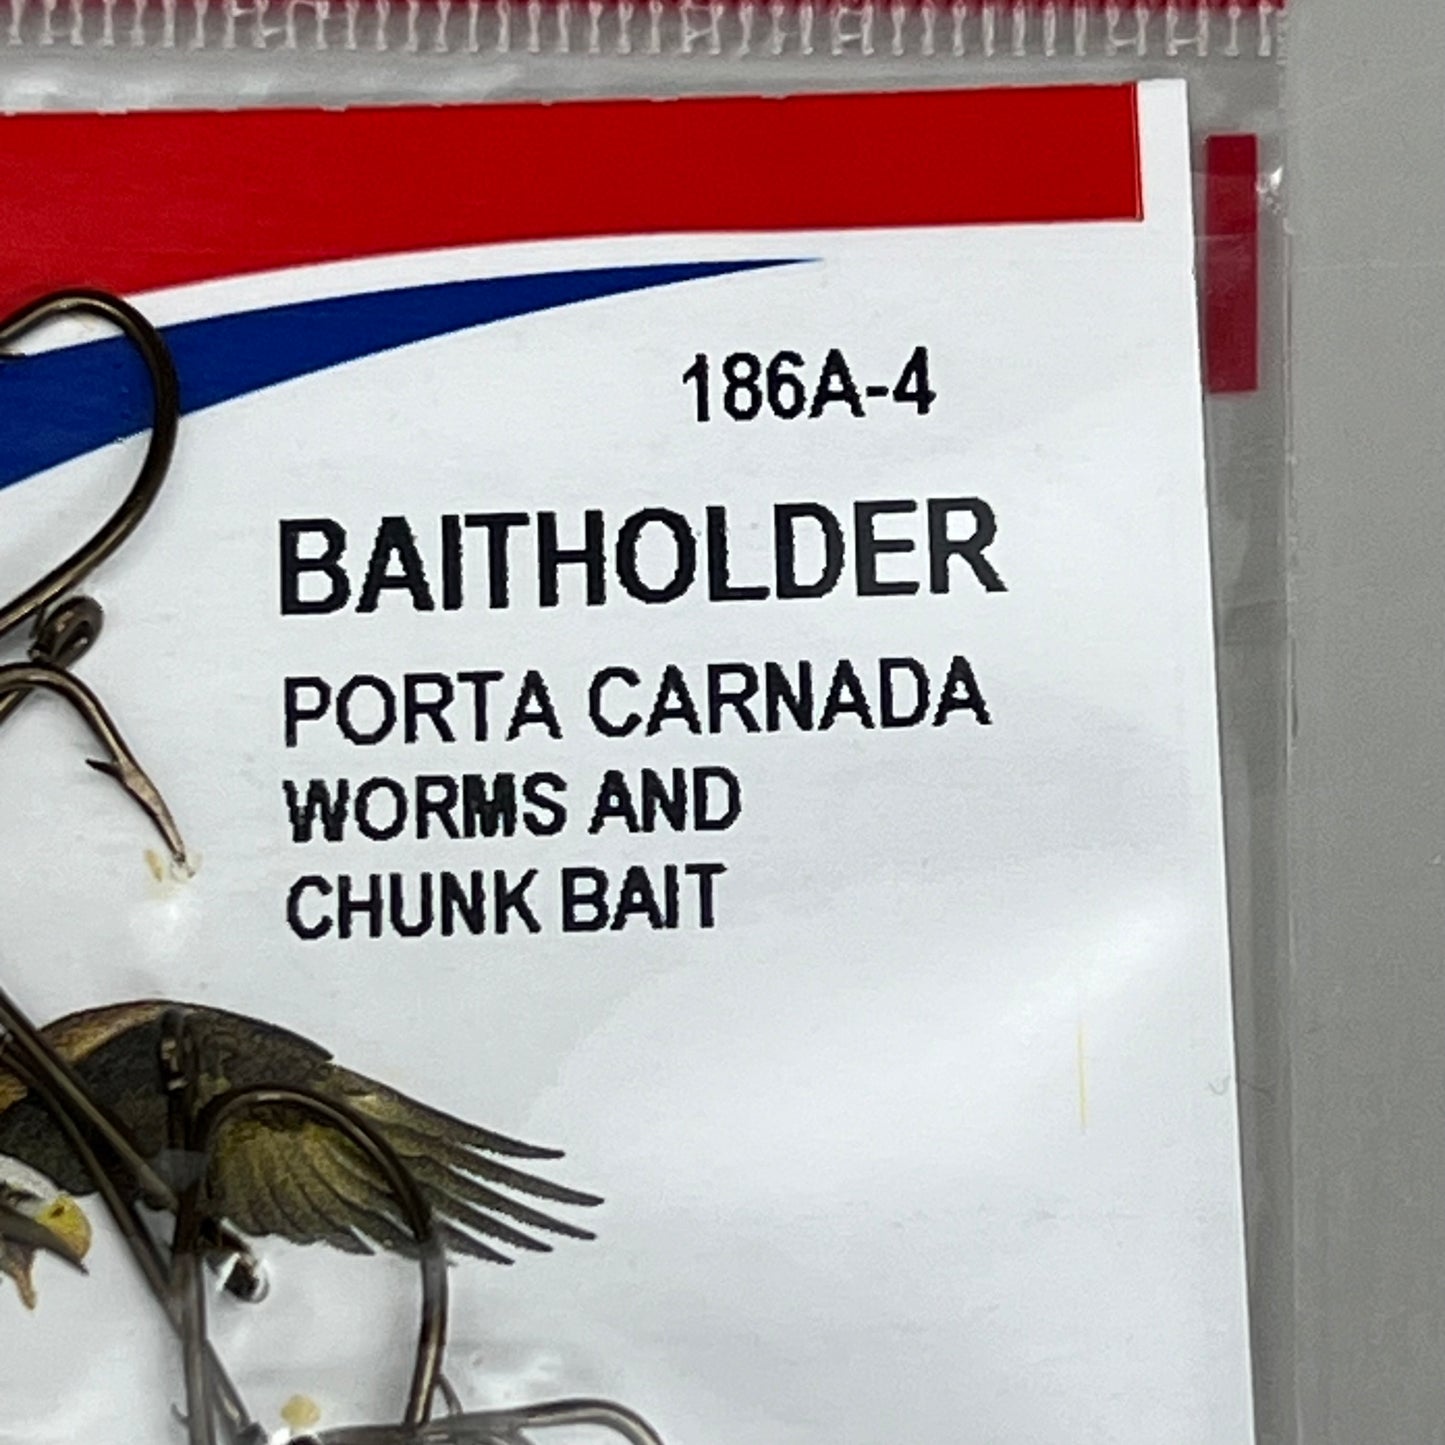 186A-4
BAITHOLDER
PORTA CARNADA
WORMS AND
CHUNK BAIT